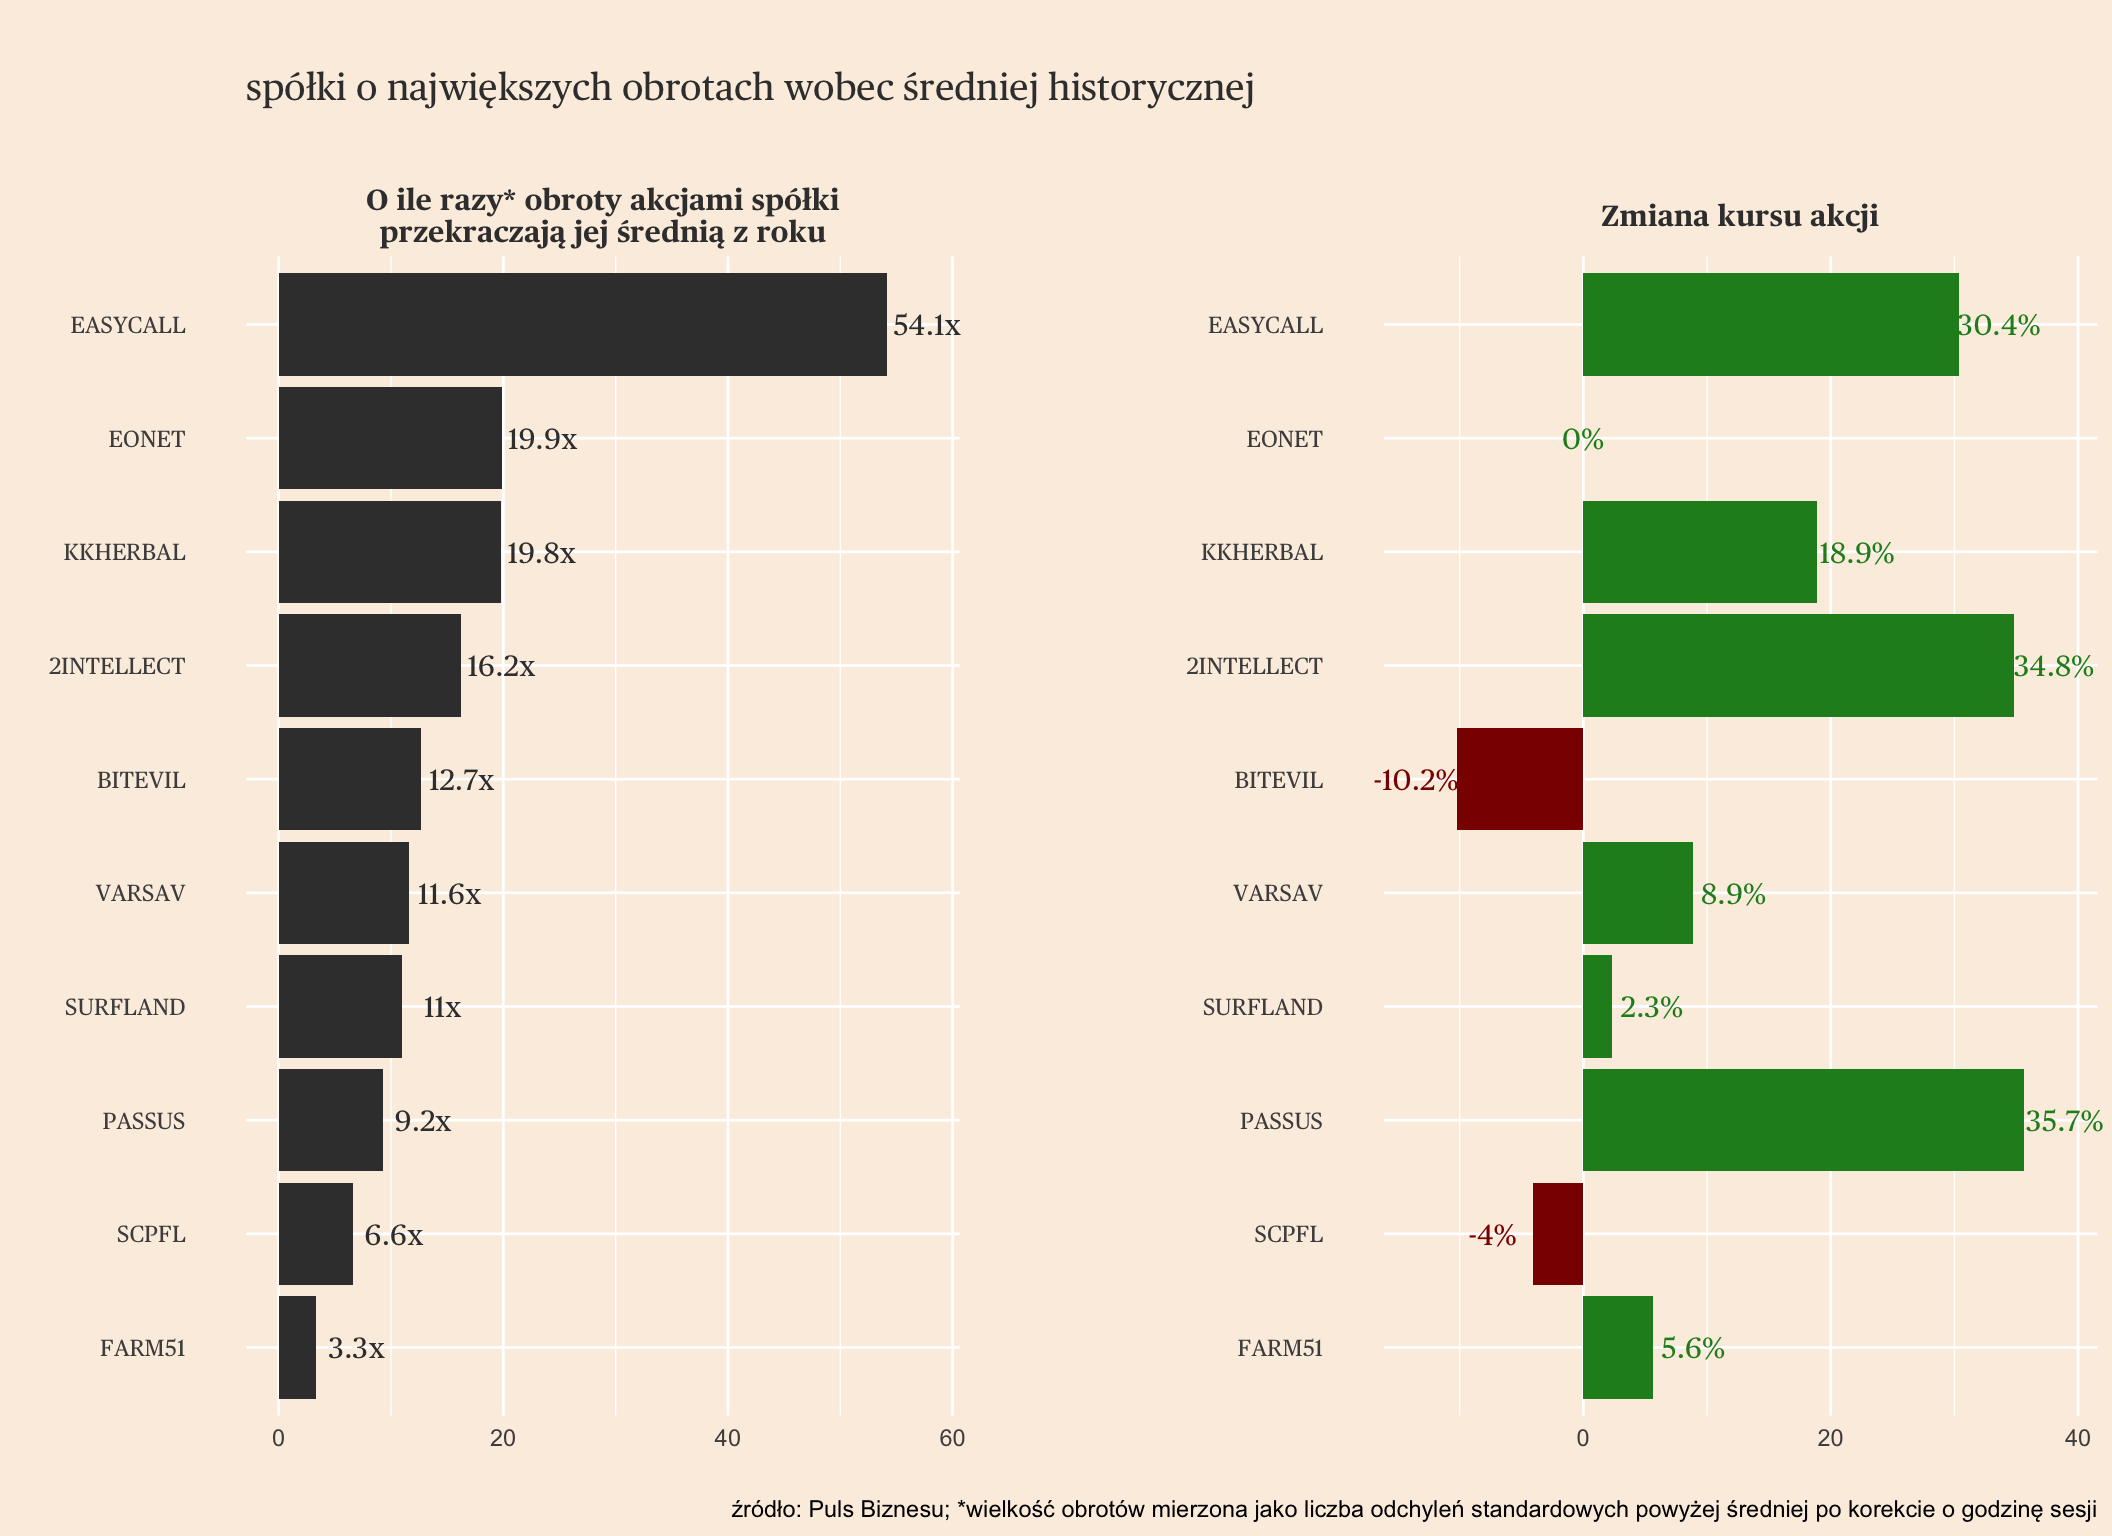 spółki o największych obrotach wobec średniej historycznej
O ile razy* obroty akcjami spółki
przekraczają jej średnią z roku
EASYCALL 54.1x
EONET 19.9x
KKHERBAL 19.8x
2INTELLECT 16.2x
BITEVIL 12.7x
VARSAV 11.6x
SURFLAND 11x
PASSUS 9.2x
SCPFL 6.6x
FARM51 3.3x
0 20 40 60
Zmiana kursu akcji
EASYCALL 30.4%
EONET 0%
KKHERBAL 18.9%
2INTELLECT 34.8%
BITEVIL -10.2%
VARSAV 8.9%
SURFLAND 2.3%
PASSUS 35.7%
SCPFL -4%
FARM51 5.6%
0 20 40
źródło: Puls Biznesu; *wielkość obrotów mierzona jako liczba odchyleń standardowych powyżej średniej po korekcie o godzinę sesji